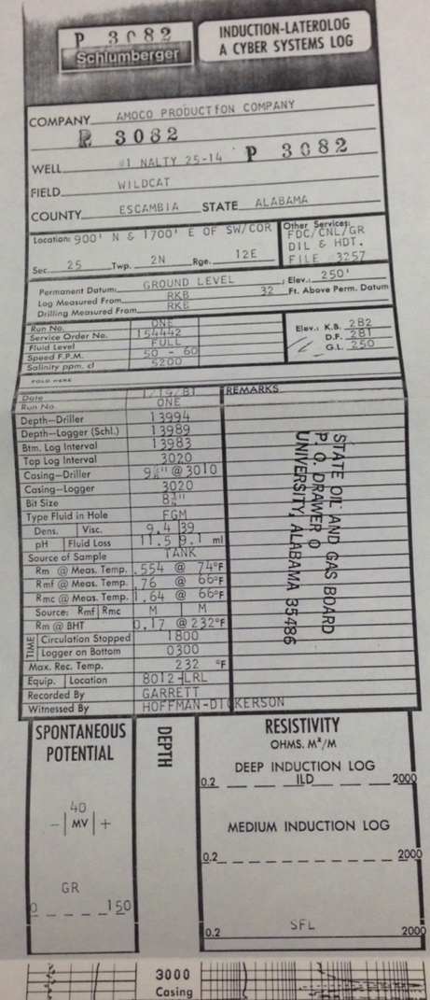 P 3082
Schlumberger
INDUCTION-LATEROLOG
A CYBER SYSTEMS LOG
COMPANY AMOCO PRODUCTION COMPANY
P 3082
WELL #1 NALTY 25-14 P 3082
FIELD WILDCAT
COUNTY ESCAMBIA STATE ALABAMA
Location: 900' N & 1700' E OF SW/COR
Sec. 25 Twp. 2N Rge. 12E
Other Services:
FDC/CNL/GR
DIL & HDT.
FILE 3257
Permanent Datum: GROUND LEVEL, Elev.: 250'
Log Measured From RKB 32 Ft. Above Perm. Datum
Drilling Measured From RKB
Run No. ONE
Service Order No. 154442
Fluid Level FULL
Speed F.P.M. 50 - 60
Salinity ppm. cl 5200
Elev.: K.B. 282
D.F. 281
G.L. 250
FOLD HERE
Date 1/19/81
Run No. ONE
Depth—Driller 13994
Depth—Logger (Schl.) 13989
Btm. Log Interval 13983
Top Log Interval 3020
Casing—Driller @ 3010
Casing—Logger 3020
Bit Size
Type Fluid in Hole FGM
Dens. Visc. 9.4 39
pH Fluid Loss 11.5 9.1 ml
Source of Sample TANK
Rm @ Meas. Temp. .554 @ 74°F
Rmf @ Meas. Temp. .76 @ 66°F
Rmc @ Meas. Temp. 1.64 @ 66°F
Source: Rmf Rmc M M
Rm @ BHT 0.17 @232°F
TIME
Circulation Stopped 1800
Logger on Bottom 0300
Max. Rec. Temp. 232 °F
Equip. Location 8012 LRL
Recorded By GARRETT
Witnessed By HOFFMAN-DICKERSON
REMARKS
STATE OIL AND GAS BOARD
P. O. DRAWER O
UNIVERSITY, ALABAMA 35486
SPONTANEOUS
POTENTIAL
40
-|MV|+
GR
0 150
DEPTH
RESISTIVITY
OHMS. M²/M
DEEP INDUCTION LOG
ILD
0.2 2000
MEDIUM INDUCTION LOG
0.2 2000
SFL
0.2 2000
3000
Casing